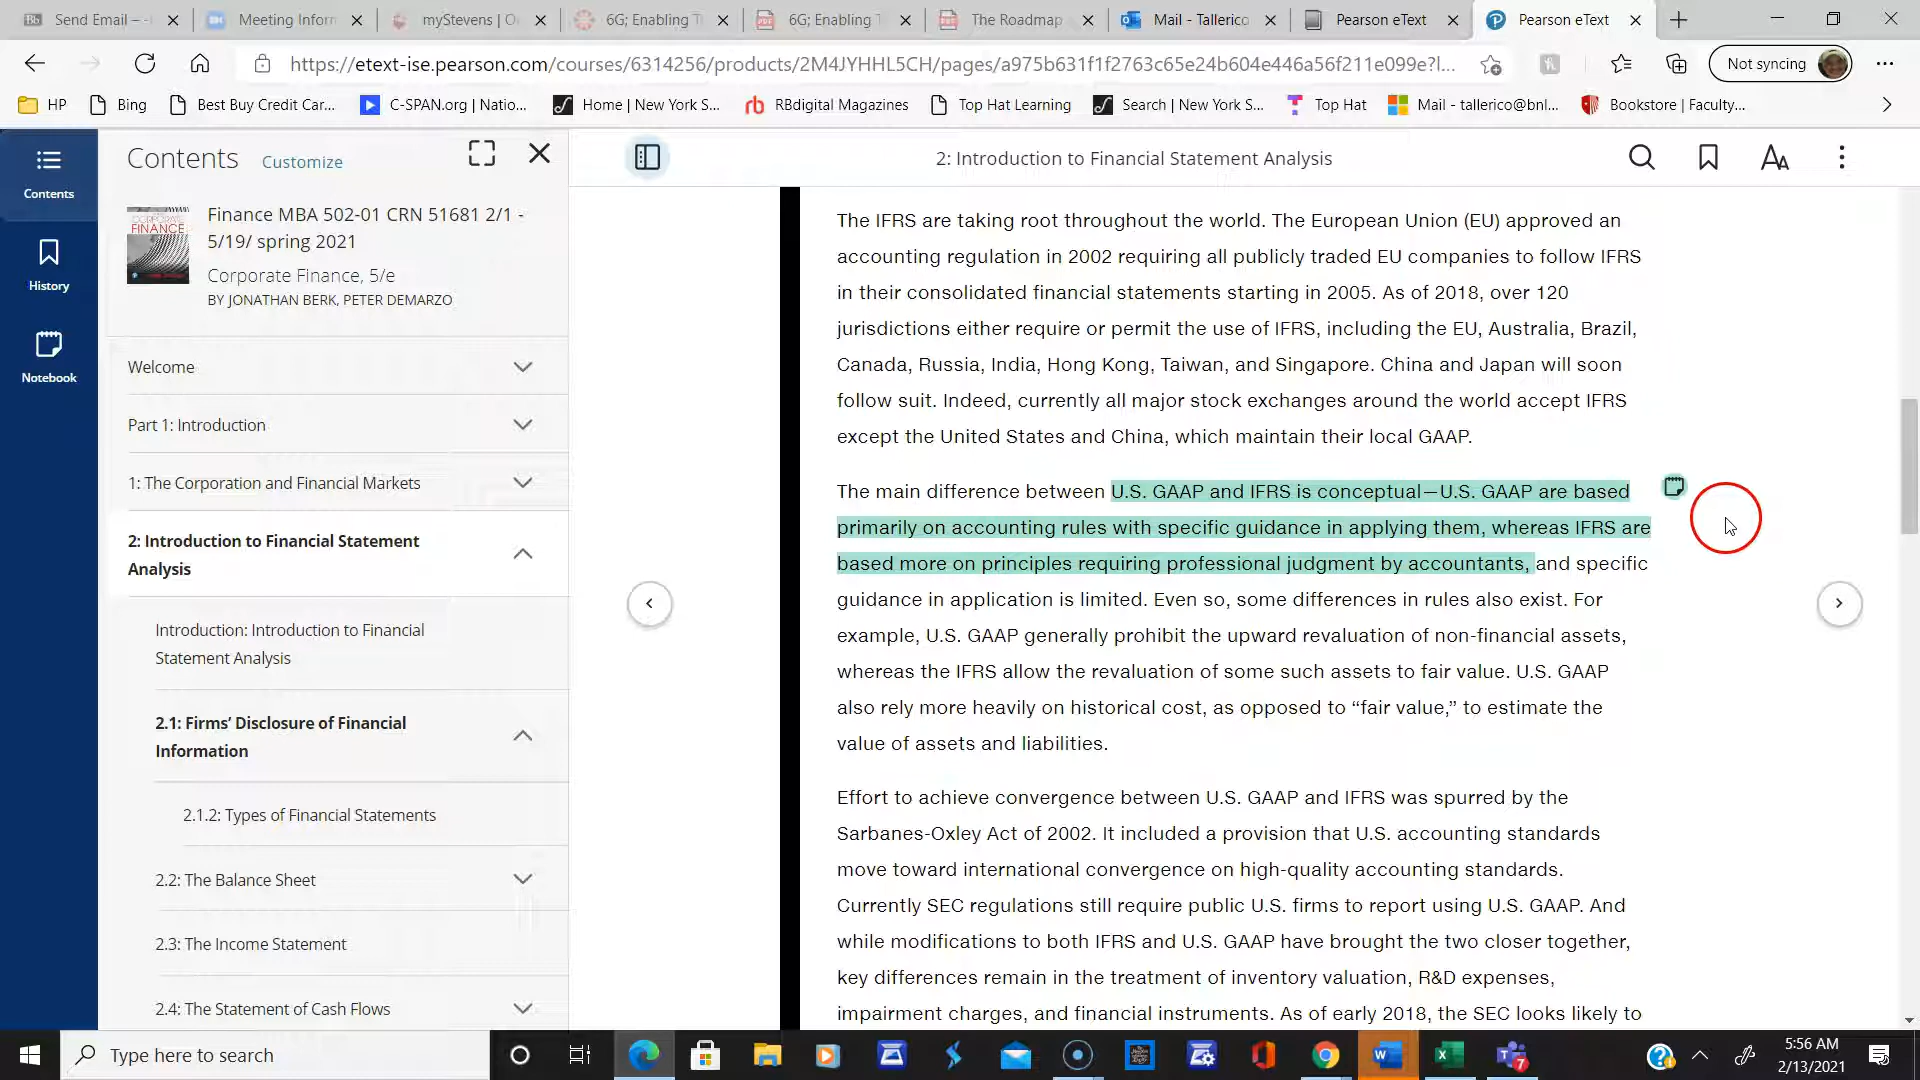 Send Email – -
Meeting Inforr
myStevens | O
6G; Enabling T
6G; Enabling T
The Roadmap
Mail - Tallerico
Pearson eText
Pearson eText
https://etext-ise.pearson.com/courses/6314256/products/2M4JYHHL5CH/pages/a975b631f1f2763c65e24b604e446a56f211e099e?l...
Not syncing
HP
Bing
Best Buy Credit Car...
C-SPAN.org | Natio...
Home | New York S...
RBdigital Magazines
Top Hat Learning
Search | New York S...
Top Hat
Mail - tallerico@bnl...
Bookstore | Faculty...
Contents
History
Notebook
Contents Customize
CORPORATE
FINANCE
Finance MBA 502-01 CRN 51681 2/1 -
5/19/ spring 2021
Corporate Finance, 5/e
BY JONATHAN BERK, PETER DEMARZO
Welcome
Part 1: Introduction
1: The Corporation and Financial Markets
2: Introduction to Financial Statement
Analysis
Introduction: Introduction to Financial
Statement Analysis
2.1: Firms’ Disclosure of Financial
Information
2.1.2: Types of Financial Statements
2.2: The Balance Sheet
2.3: The Income Statement
2.4: The Statement of Cash Flows
2: Introduction to Financial Statement Analysis
The IFRS are taking root throughout the world. The European Union (EU) approved an
accounting regulation in 2002 requiring all publicly traded EU companies to follow IFRS
in their consolidated financial statements starting in 2005. As of 2018, over 120
jurisdictions either require or permit the use of IFRS, including the EU, Australia, Brazil,
Canada, Russia, India, Hong Kong, Taiwan, and Singapore. China and Japan will soon
follow suit. Indeed, currently all major stock exchanges around the world accept IFRS
except the United States and China, which maintain their local GAAP.
The main difference between U.S. GAAP and IFRS is conceptual—U.S. GAAP are based
primarily on accounting rules with specific guidance in applying them, whereas IFRS are
based more on principles requiring professional judgment by accountants, and specific
guidance in application is limited. Even so, some differences in rules also exist. For
example, U.S. GAAP generally prohibit the upward revaluation of non-financial assets,
whereas the IFRS allow the revaluation of some such assets to fair value. U.S. GAAP
also rely more heavily on historical cost, as opposed to “fair value,” to estimate the
value of assets and liabilities.
Effort to achieve convergence between U.S. GAAP and IFRS was spurred by the
Sarbanes-Oxley Act of 2002. It included a provision that U.S. accounting standards
move toward international convergence on high-quality accounting standards.
Currently SEC regulations still require public U.S. firms to report using U.S. GAAP. And
while modifications to both IFRS and U.S. GAAP have brought the two closer together,
key differences remain in the treatment of inventory valuation, R&D expenses,
impairment charges, and financial instruments. As of early 2018, the SEC looks likely to
Type here to search
5:56 AM
2/13/2021